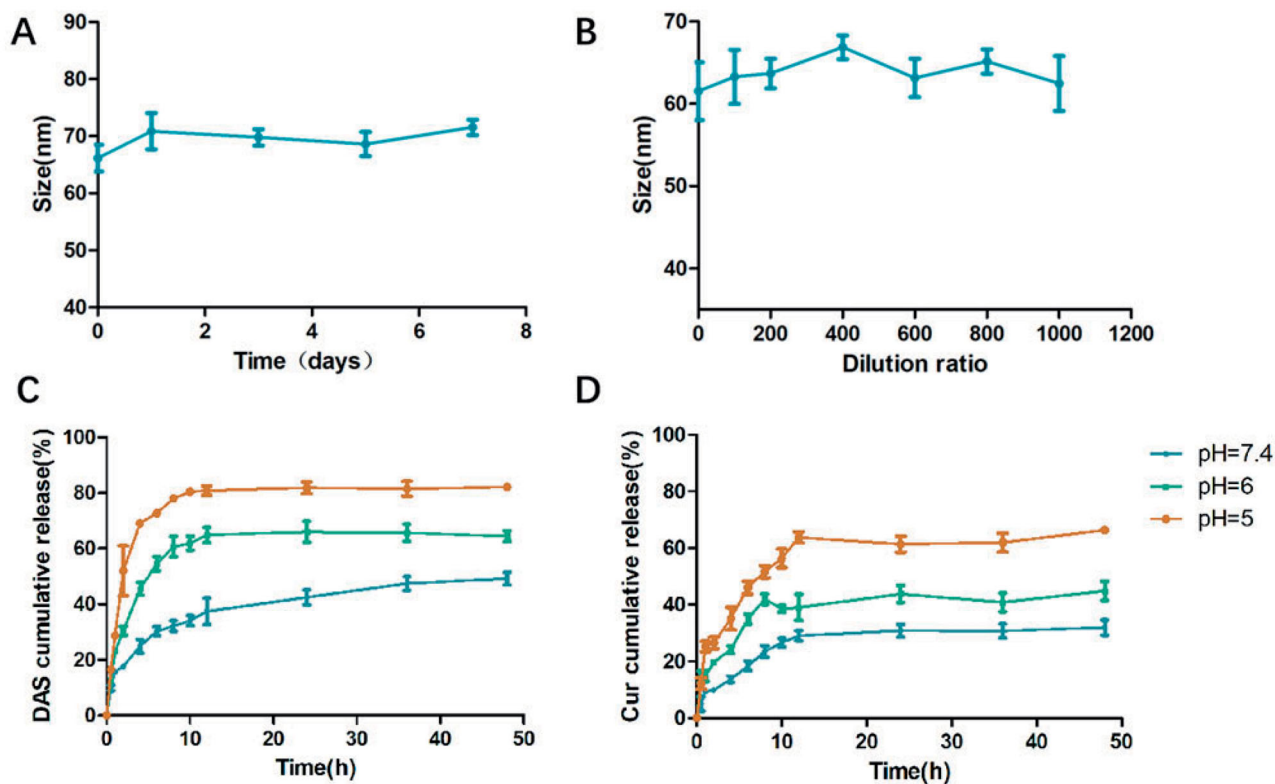 A
Size(nm)
90
80
70
60
50
40
0 2 4 6 8
Time（days）
B
Size(nm)
70
60
50
40
0 200 400 600 800 1000 1200
Dilution ratio
C
DAS cumulative release(%)
100
80
60
40
20
0
0 10 20 30 40 50
Time(h)
D
Cur cumulative release(%)
100
80
60
40
20
0
0 10 20 30 40 50
Time(h)
pH=7.4
pH=6
pH=5